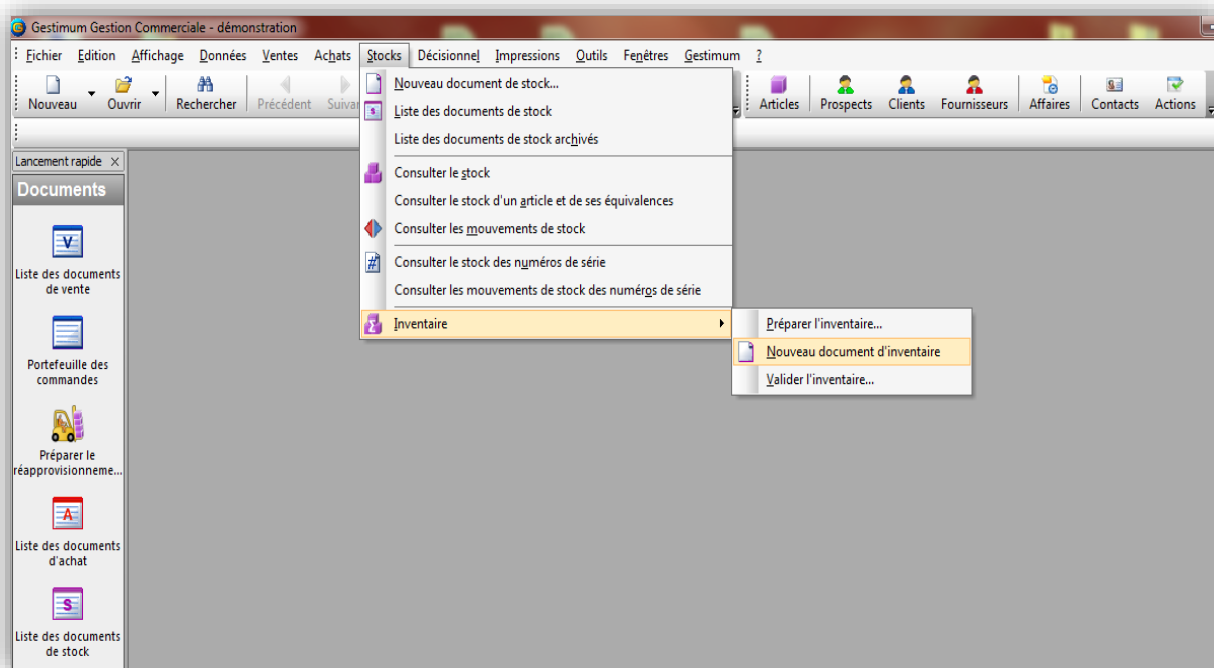 Gestimum Gestion Commerciale - démonstration
Fichier Edition Affichage Données Ventes Achats Stocks Décisionnel Impressions Outils Fenêtres Gestimum ?
Nouveau Ouvrir Rechercher Précédent Suivan Articles Prospects Clients Fournisseurs Affaires Contacts Actions
Nouveau document de stock...
Liste des documents de stock
Liste des documents de stock archivés
Consulter le stock
Consulter le stock d'un article et de ses équivalences
Consulter les mouvements de stock
Consulter le stock des numéros de série
Consulter les mouvements de stock des numéros de série
Inventaire
Préparer l'inventaire...
Nouveau document d'inventaire
Valider l'inventaire...
Lancement rapide
Documents
V
Liste des documents
de vente
Portefeuille des
commandes
Préparer le
réapprovisionneme...
A
Liste des documents
d'achat
S
Liste des documents
de stock